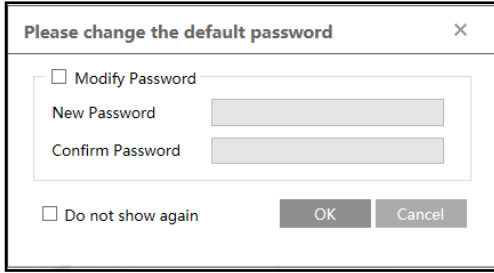 Please change the default password
Modify Password
New Password
Confirm Password
Do not show again
OK
Cancel